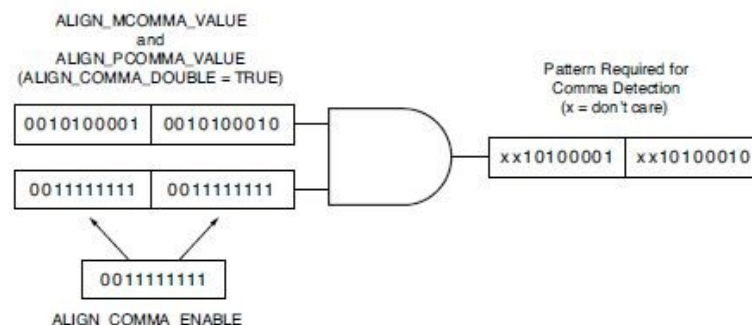 ALIGN_MCOMMA_VALUE
and
ALIGN_PCOMMA_VALUE
(ALIGN_COMMA_DOUBLE = TRUE)
Pattern Required for
Comma Detection
(x = don't care)
0010100001 0010100010
xx10100001 xx10100010
0011111111 0011111111
0011111111
ALIGN_COMMA_ENABLE